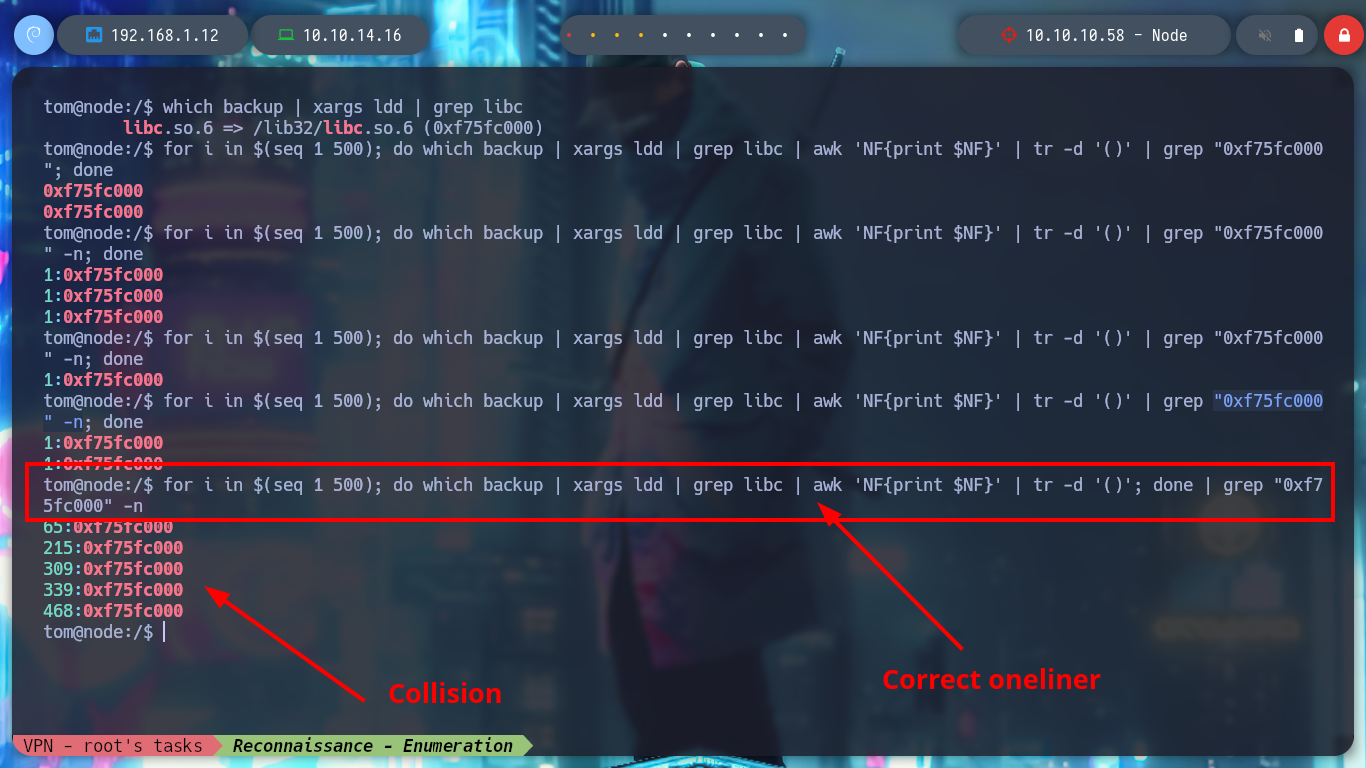 192.168.1.12
10.10.14.16
10.10.10.58 - Node
tom@node:/$ which backup | xargs ldd | grep libc
libc.so.6 => /lib32/libc.so.6 (0xf75fc000)
tom@node:/$ for i in $(seq 1 500); do which backup | xargs ldd | grep libc | awk 'NF{print $NF}' | tr -d '()' | grep "0xf75fc000
"; done
0xf75fc000
0xf75fc000
tom@node:/$ for i in $(seq 1 500); do which backup | xargs ldd | grep libc | awk 'NF{print $NF}' | tr -d '()' | grep "0xf75fc000
" -n; done
1:0xf75fc000
1:0xf75fc000
1:0xf75fc000
tom@node:/$ for i in $(seq 1 500); do which backup | xargs ldd | grep libc | awk 'NF{print $NF}' | tr -d '()' | grep "0xf75fc000
" -n; done
1:0xf75fc000
tom@node:/$ for i in $(seq 1 500); do which backup | xargs ldd | grep libc | awk 'NF{print $NF}' | tr -d '()' | grep "0xf75fc000
" -n; done
1:0xf75fc000
1:0xf75fc000
tom@node:/$ for i in $(seq 1 500); do which backup | xargs ldd | grep libc | awk 'NF{print $NF}' | tr -d '()'; done | grep "0xf7
5fc000" -n
65:0xf75fc000
215:0xf75fc000
309:0xf75fc000
339:0xf75fc000
468:0xf75fc000
tom@node:/$
Correct oneliner
Collision
VPN - root's tasks
Reconnaissance - Enumeration